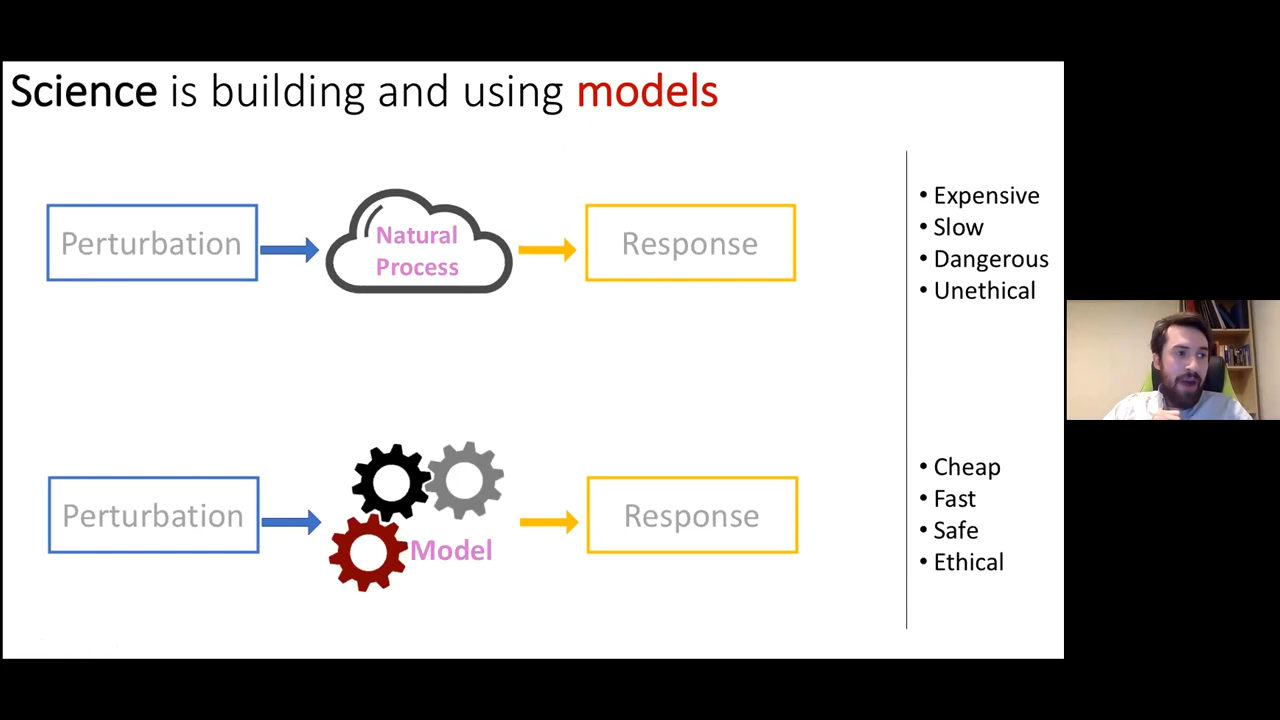 Science is building and using models
Perturbation
Natural
Process
Response
• Expensive
• Slow
• Dangerous
• Unethical
Perturbation
Model
Response
• Cheap
• Fast
• Safe
• Ethical